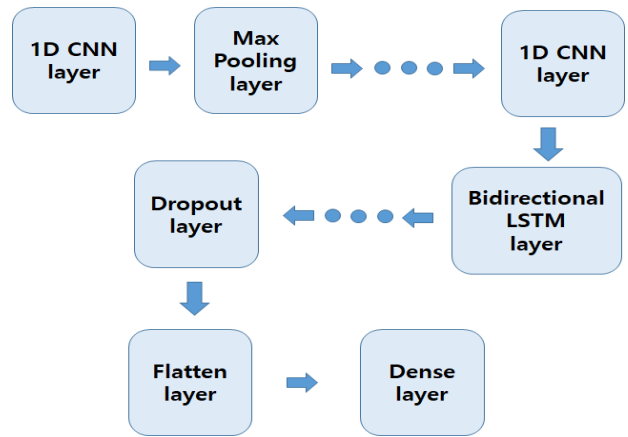 1D CNN
layer
Max
Pooling
layer
1D CNN
layer
Bidirectional
LSTM
layer
Dropout
layer
Flatten
layer
Dense
layer